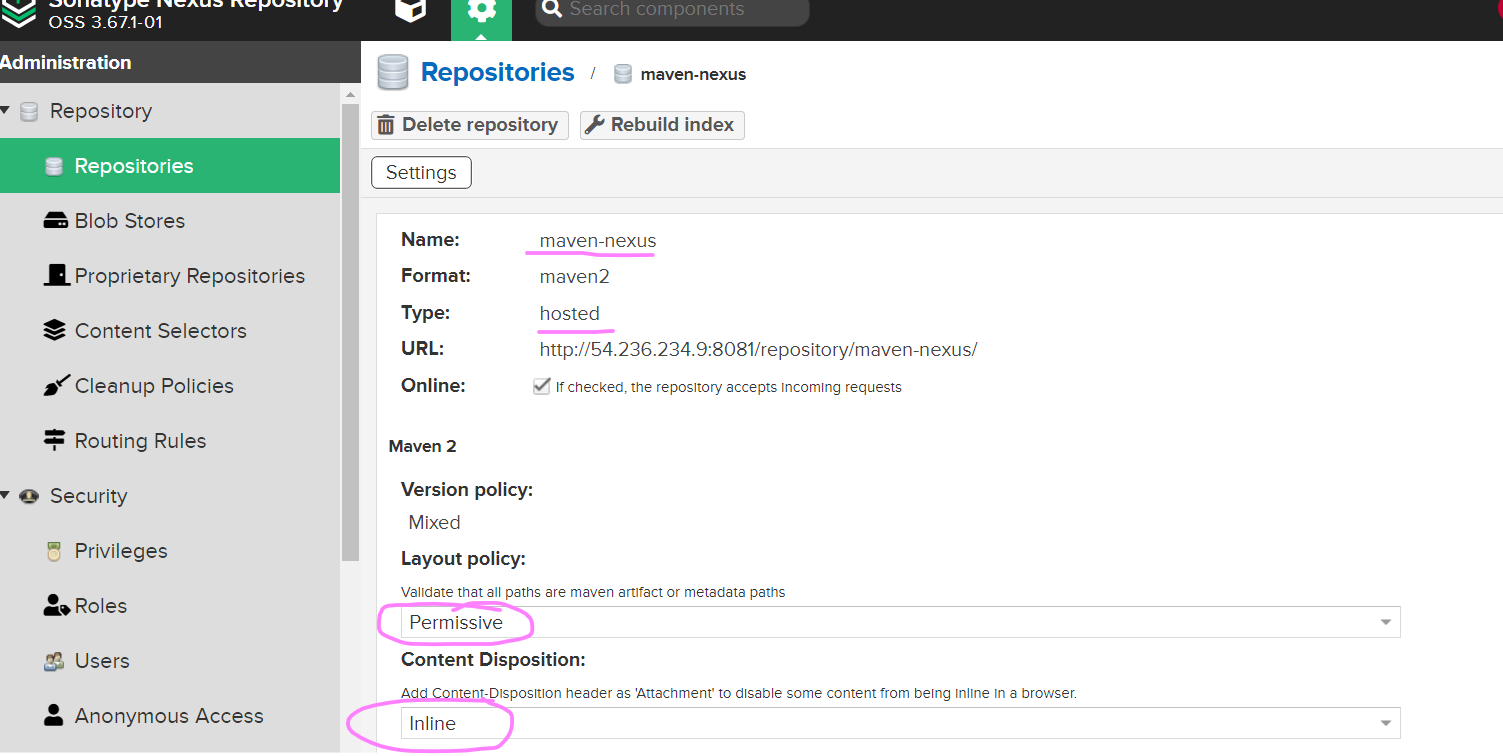 Sonatype Nexus Repository
OSS 3.67.1-01
Search components
Administration
Repository
Repositories
Blob Stores
Proprietary Repositories
Content Selectors
Cleanup Policies
Routing Rules
Security
Privileges
Roles
Users
Anonymous Access
Repositories / maven-nexus
Delete repository Rebuild index
Settings
Name: maven-nexus
Format: maven2
Type: hosted
URL: http://54.236.234.9:8081/repository/maven-nexus/
Online: If checked, the repository accepts incoming requests
Maven 2
Version policy:
Mixed
Layout policy:
Validate that all paths are maven artifact or metadata paths
Permissive
Content Disposition:
Add Content-Disposition header as 'Attachment' to disable some content from being inline in a browser.
Inline